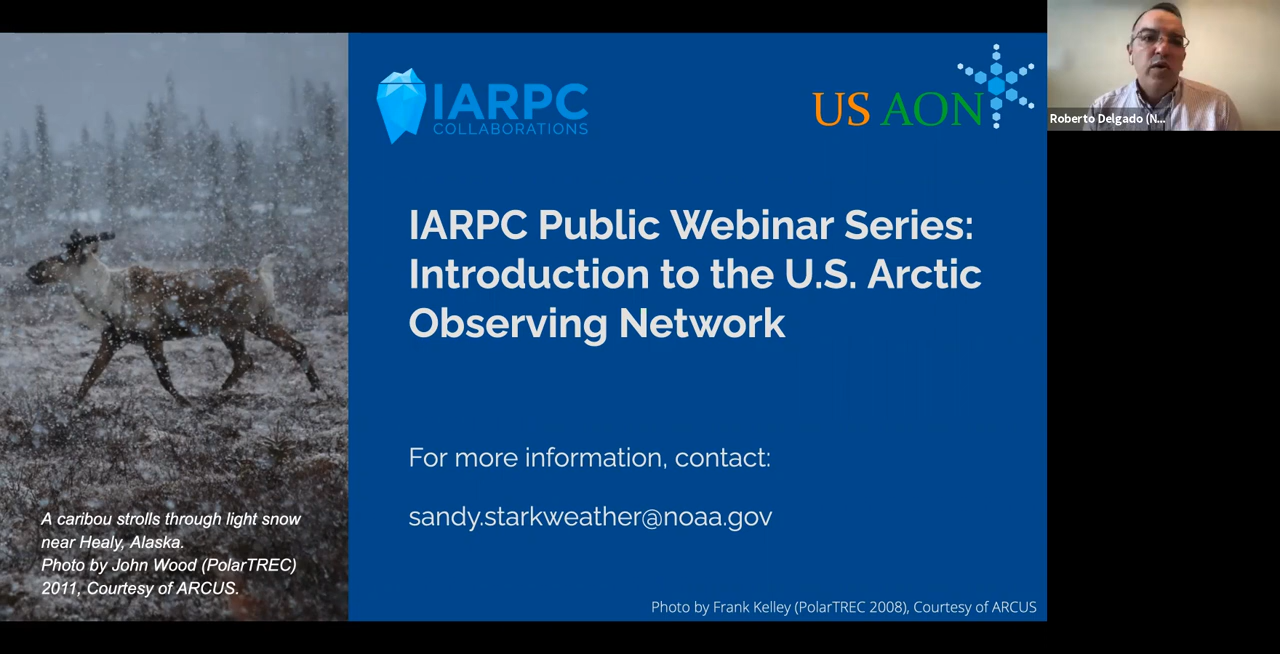 IARPC
COLLABORATIONS
US AON
Roberto Delgado (N...
IARPC Public Webinar Series:
Introduction to the U.S. Arctic
Observing Network
For more information, contact:
sandy.starkweather@noaa.gov
A caribou strolls through light snow
near Healy, Alaska.
Photo by John Wood (PolarTREC)
2011, Courtesy of ARCUS.
Photo by Frank Kelley (PolarTREC 2008), Courtesy of ARCUS